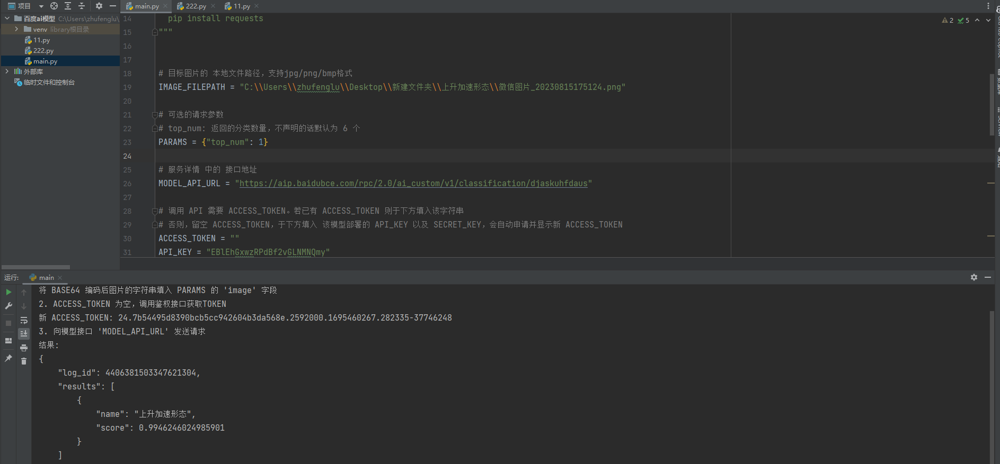 项目
main.py
222.py
11.py
百度ai模型 C:\Users\zhufenglu\
venv library根目录
11.py
222.py
main.py
外部库
临时文件和控制台
2 5
14 pip install requests
15 """
16
17
18 # 目标图片的 本地文件路径，支持jpg/png/bmp格式
19 IMAGE_FILEPATH = "C:\\Users\\zhufenglu\\Desktop\\新建文件夹\\上升加速形态\\微信图片_20230815175124.png"
20
21 # 可选的请求参数
22 # top_num: 返回的分类数量，不声明的话默认为 6 个
23 PARAMS = {"top_num": 1}
24
25 # 服务详情 中的 接口地址
26 MODEL_API_URL = "https://aip.baidubce.com/rpc/2.0/ai_custom/v1/classification/djaskuhfdaus"
27
28 # 调用 API 需要 ACCESS_TOKEN。若已有 ACCESS_TOKEN 则于下方填入该字符串
29 # 否则，留空 ACCESS_TOKEN，于下方填入 该模型部署的 API_KEY 以及 SECRET_KEY，会自动申请并显示新 ACCESS_TOKEN
30 ACCESS_TOKEN = ""
31 API_KEY = "EBlEhGxwzRPdBf2vGLNMNQmy"
运行: main
将 BASE64 编码后图片的字符串填入 PARAMS 的 'image' 字段
2. ACCESS_TOKEN 为空，调用鉴权接口获取TOKEN
新 ACCESS_TOKEN: 24.7b54495d8390bcb5cc942604b3da568e.2592000.1695460267.282335-37746248
3. 向模型接口 'MODEL_API_URL' 发送请求
结果:
{
"log_id": 4406381503347621304,
"results": [
{
"name": "上升加速形态",
"score": 0.9946246024985901
}
]